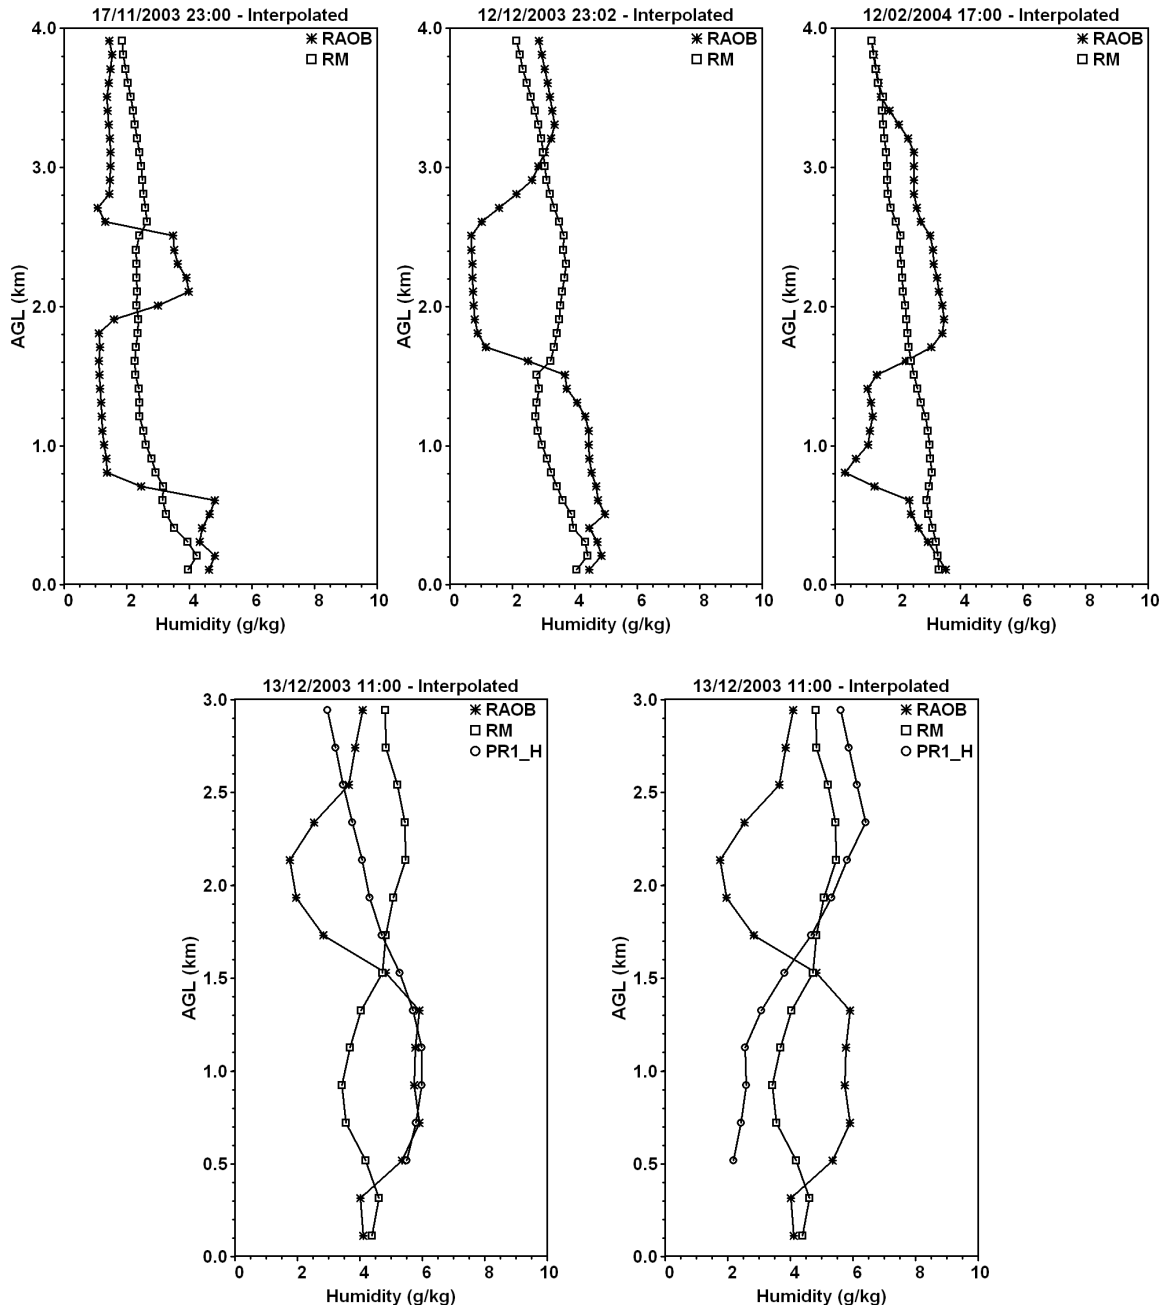 17/11/2003 23:00 - Interpolated
12/12/2003 23:02 - Interpolated
12/02/2004 17:00 - Interpolated
RAOB
RM
RAOB
RM
RAOB
RM
AGL (km)
4.0
3.0
2.0
1.0
0.0
0 2 4 6 8 10
Humidity (g/kg)
AGL (km)
4.0
3.0
2.0
1.0
0.0
0 2 4 6 8 10
Humidity (g/kg)
AGL (km)
4.0
3.0
2.0
1.0
0.0
0 2 4 6 8 10
Humidity (g/kg)
13/12/2003 11:00 - Interpolated
RAOB
RM
PR1_H
AGL (km)
3.0
2.5
2.0
1.5
1.0
0.5
0.0
0 2 4 6 8 10
Humidity (g/kg)
13/12/2003 11:00 - Interpolated
RAOB
RM
PR1_H
AGL (km)
3.0
2.5
2.0
1.5
1.0
0.5
0.0
0 2 4 6 8 10
Humidity (g/kg)